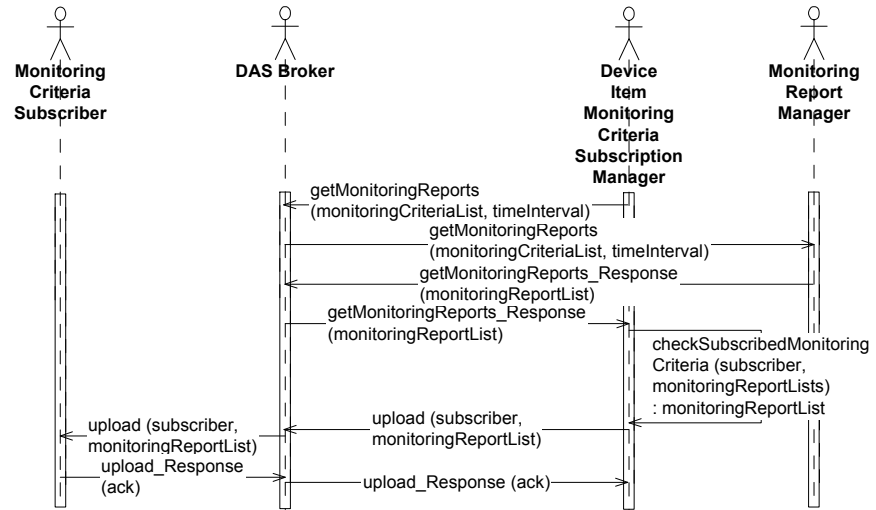 Monitoring
Criteria
Subscriber
DAS Broker
Device
Item
Monitoring
Criteria
Subscription
Manager
Monitoring
Report
Manager
getMonitoringReports
(monitoringCriteriaList, timeInterval)
getMonitoringReports
(monitoringCriteriaList, timeInterval)
getMonitoringReports_Response
(monitoringReportList)
getMonitoringReports_Response
(monitoringReportList)
checkSubscribedMonitoring
Criteria (subscriber,
monitoringReportLists)
: monitoringReportList
upload (subscriber,
monitoringReportList)
upload (subscriber,
monitoringReportList)
upload_Response
(ack)
upload_Response (ack)